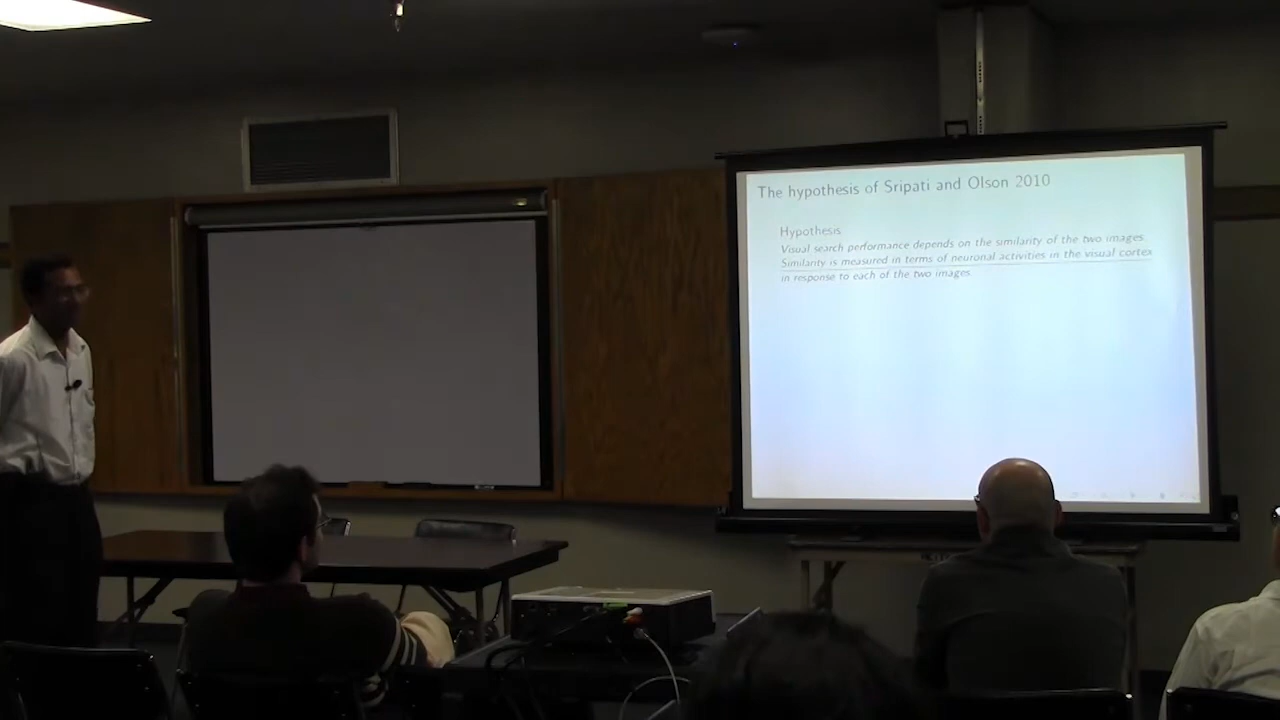 The hypothesis of Sripati and Olson 2010
Hypothesis
Visual search performance depends on the similarity of the two images.
Similarity is measured in terms of neuronal activities in the visual cortex
in response to each of the two images.